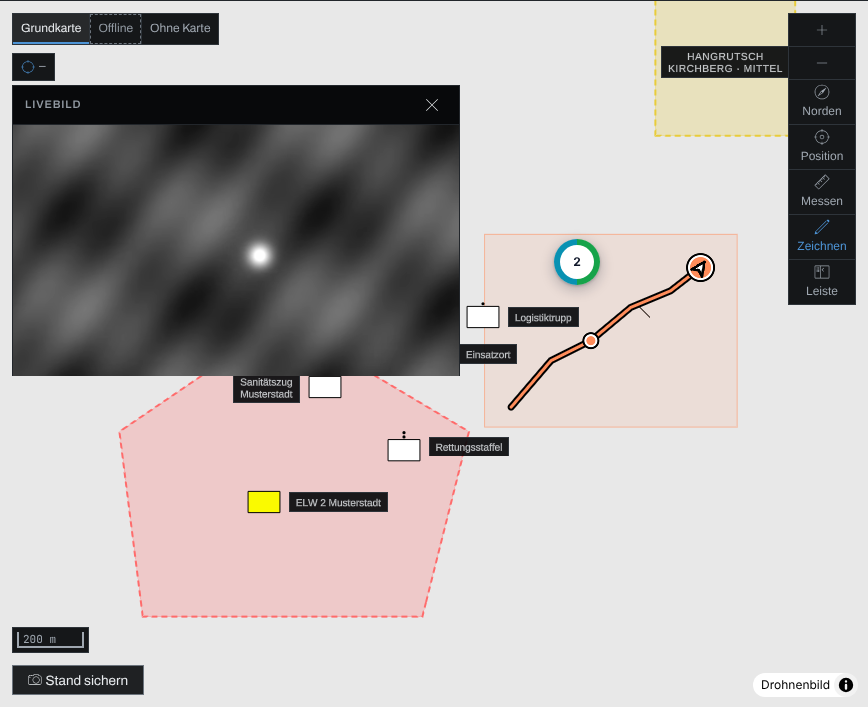 Grundkarte
Offline
Ohne Karte
HANGRUTSCH
KIRCHBERG · MITTEL
LIVEBILD
Norden
Position
Messen
Zeichnen
Leiste
2
Logistiktrupp
Einsatzort
Sanitätszug
Musterstadt
Rettungsstaffel
ELW 2 Musterstadt
200 m
Stand sichern
Drohnenbild